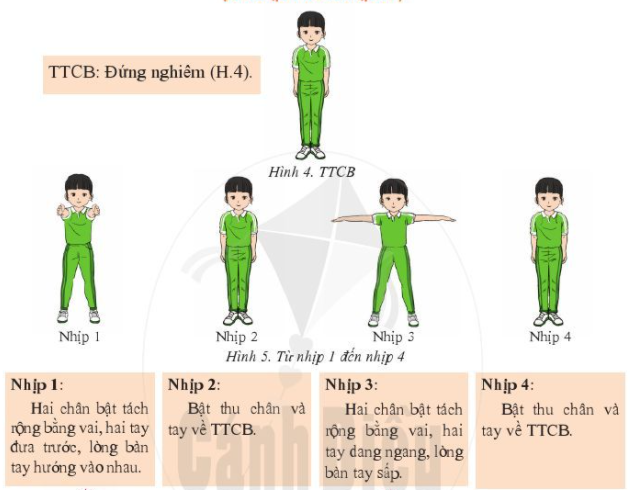 TTCB: Đứng nghiêm (H.4).
Hình 4. TTCB
Nhịp 1
Nhịp 2
Nhịp 3
Nhịp 4
Hình 5. Từ nhịp 1 đến nhịp 4
Nhịp 1:
Hai chân bật tách
rộng bằng vai, hai tay
đưa trước, lòng bàn
tay hướng vào nhau.
Nhịp 2:
Bật thu chân và
tay về TTCB.
Nhịp 3:
Hai chân bật tách
rộng bằng vai, hai
tay dang ngang, lòng
bàn tay sấp.
Nhịp 4:
Bật thu chân và
tay về TTCB.
Cánh Diều